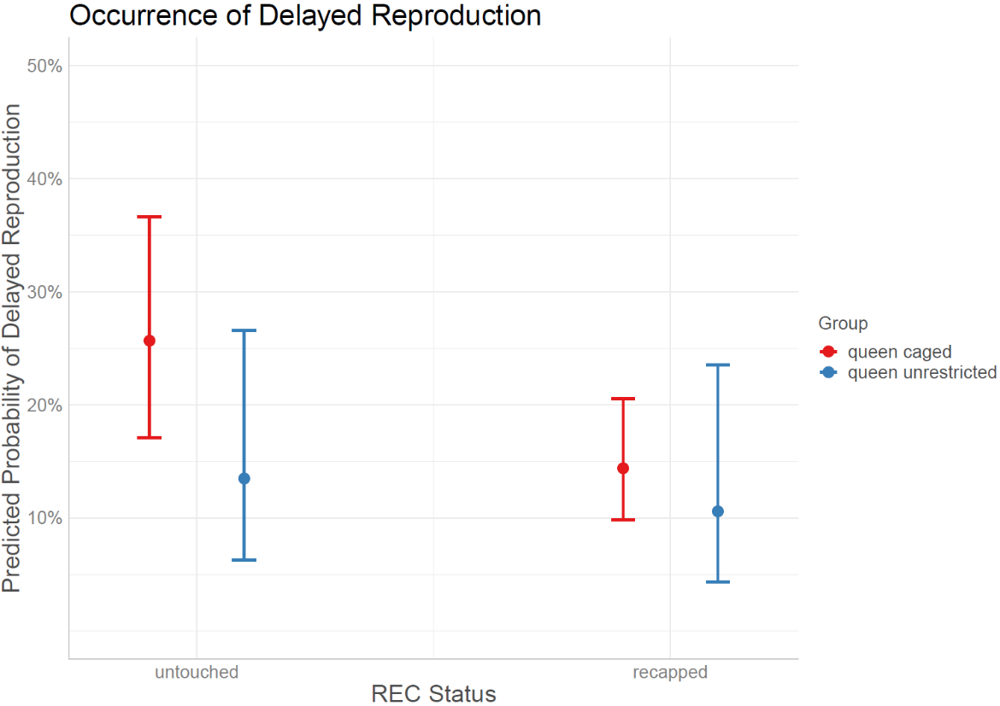 Occurrence of Delayed Reproduction
Predicted Probability of Delayed Reproduction
50%
40%
30%
20%
10%
untouched
recapped
REC Status
Group
queen caged
queen unrestricted